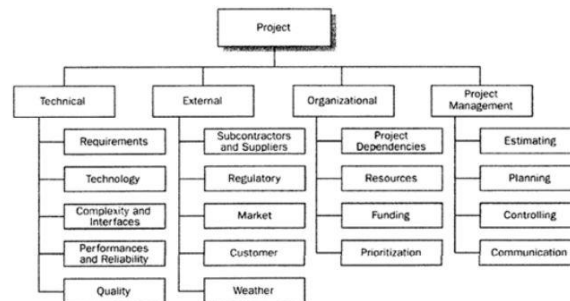 Project
Technical
External
Organizational
Project
Management
Requirements
Technology
Complexity and
Interfaces
Performances
and Reliability
Quality
Subcontractors
and Suppliers
Regulatory
Market
Customer
Weather
Project
Dependencies
Resources
Funding
Prioritization
Estimating
Planning
Controlling
Communication